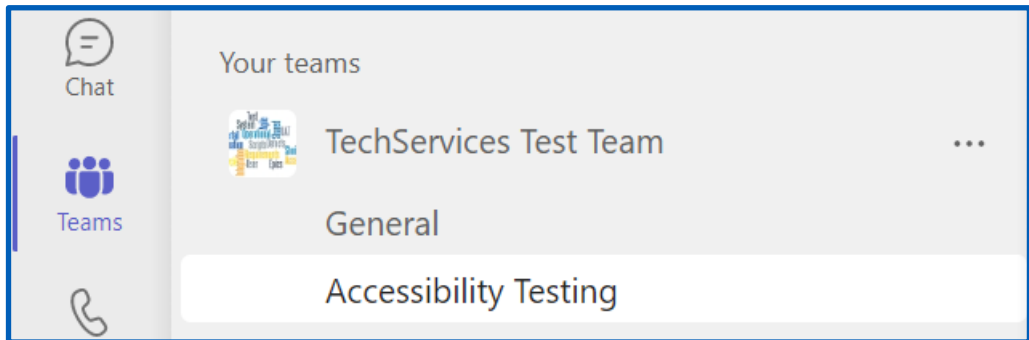 Chat
Teams
Your teams
TechServices Test Team
General
Accessibility Testing